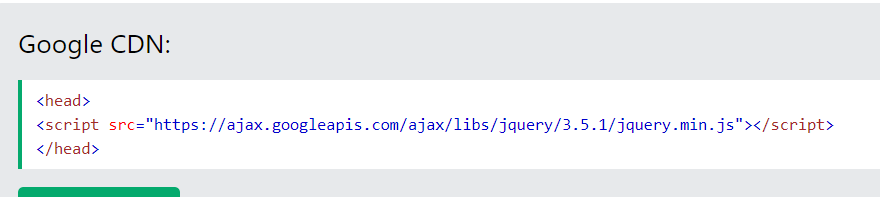 Google CDN:
<head>
<script src="https://ajax.googleapis.com/ajax/libs/jquery/3.5.1/jquery.min.js"></script>
</head>